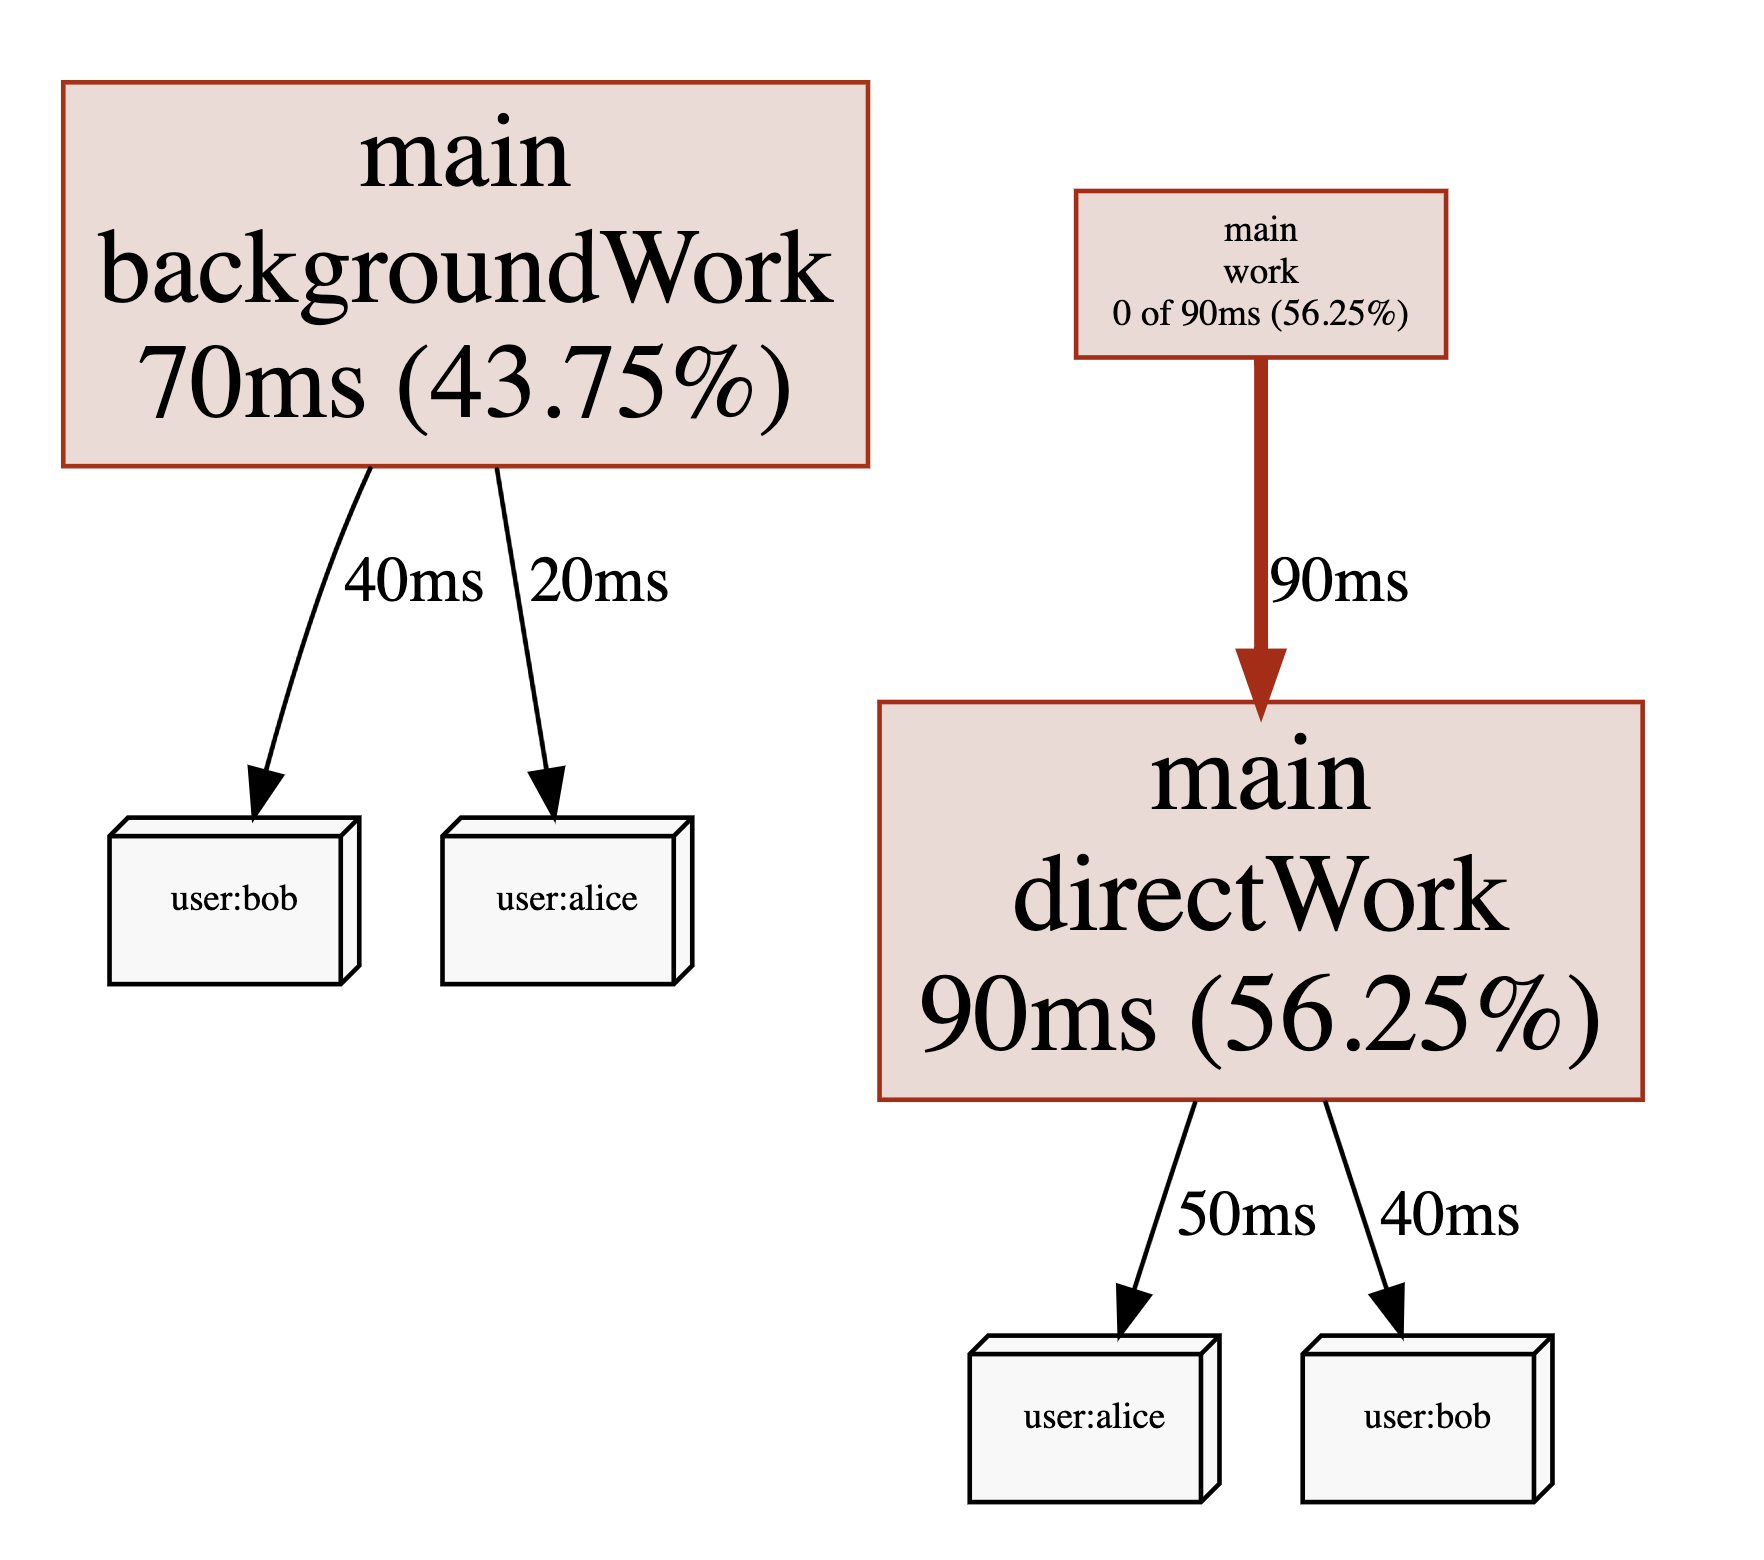 main
backgroundWork
70ms (43.75%)
main
work
0 of 90ms (56.25%)
40ms
20ms
90ms
user:bob
user:alice
main
directWork
90ms (56.25%)
50ms
40ms
user:alice
user:bob